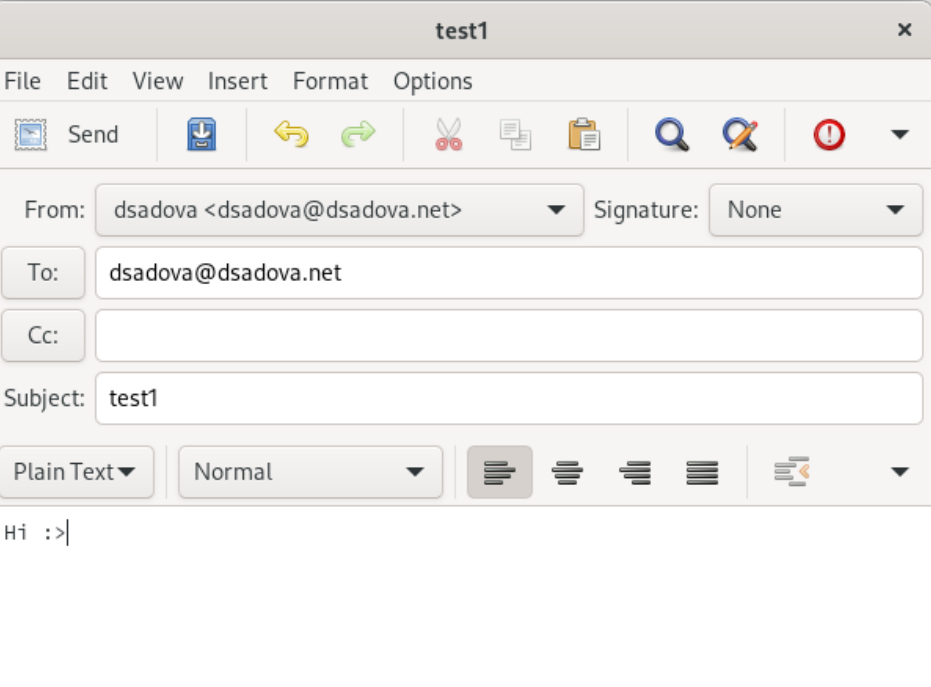 test1
File Edit View Insert Format Options
Send
From: dsadova <dsadova@dsadova.net> Signature: None
To: dsadova@dsadova.net
Cc:
Subject: test1
Plain Text Normal
Hi :>